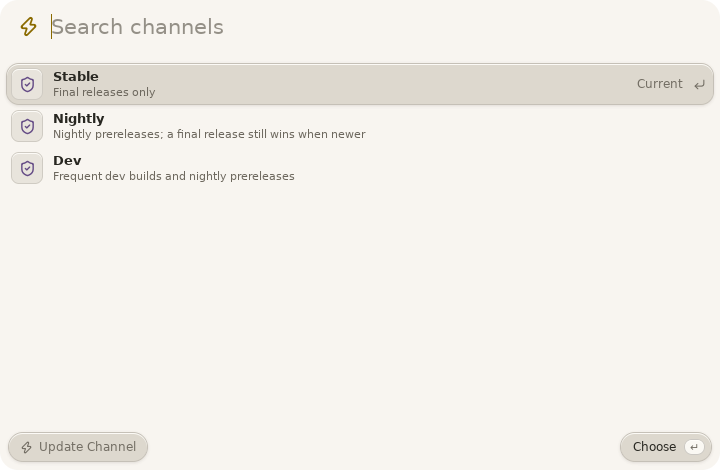 Search channels
Stable
Final releases only
Current
Nightly
Nightly prereleases; a final release still wins when newer
Dev
Frequent dev builds and nightly prereleases
Update Channel
Choose